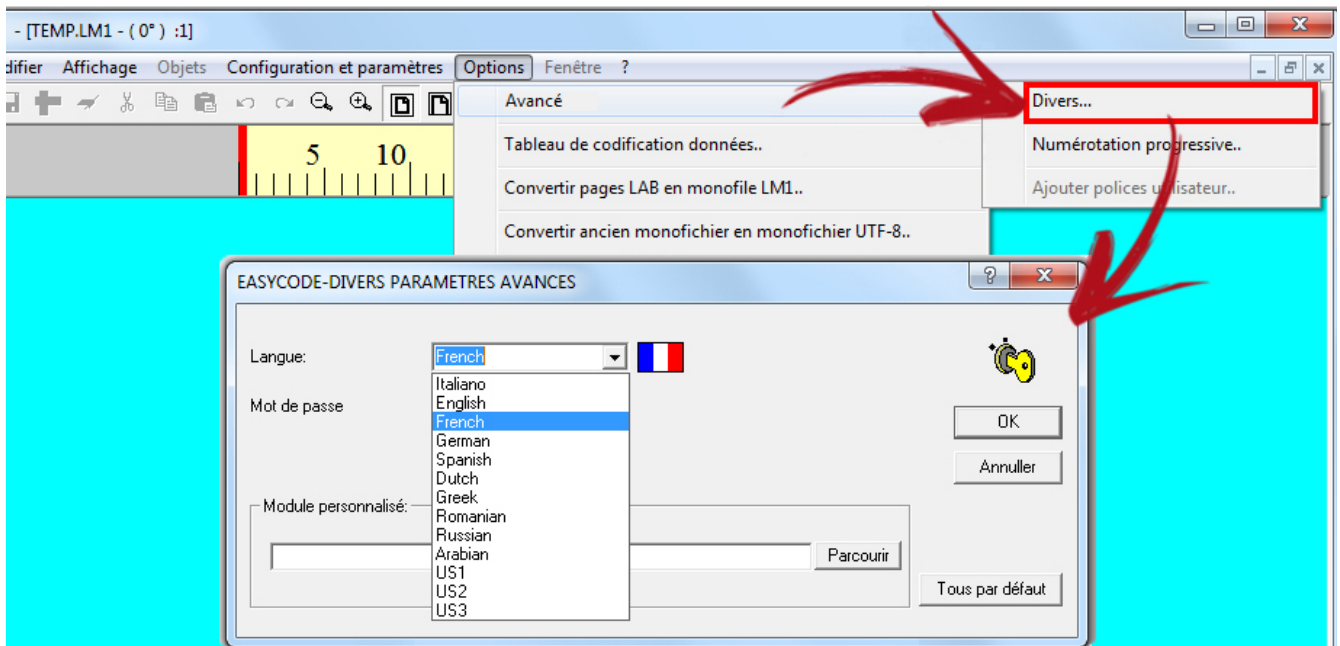 - [TEMP.LM1 - ( 0° ) :1]
difier Affichage Objets Configuration et paramètres Options Fenêtre ?
Avancé
Divers...
5 10
Tableau de codification données..
Numérotation progressive..
Convertir pages LAB en monofile LM1..
Ajouter polices utilisateur..
Convertir ancien monofichier en monofichier UTF-8..
EASYCODE-DIVERS PARAMETRES AVANCES
Langue:
French
Italiano
English
French
German
Spanish
Dutch
Greek
Romanian
Russian
Arabian
US1
US2
US3
Mot de passe
OK
Annuller
Module personnalisé:
Parcourir
Tous par défaut